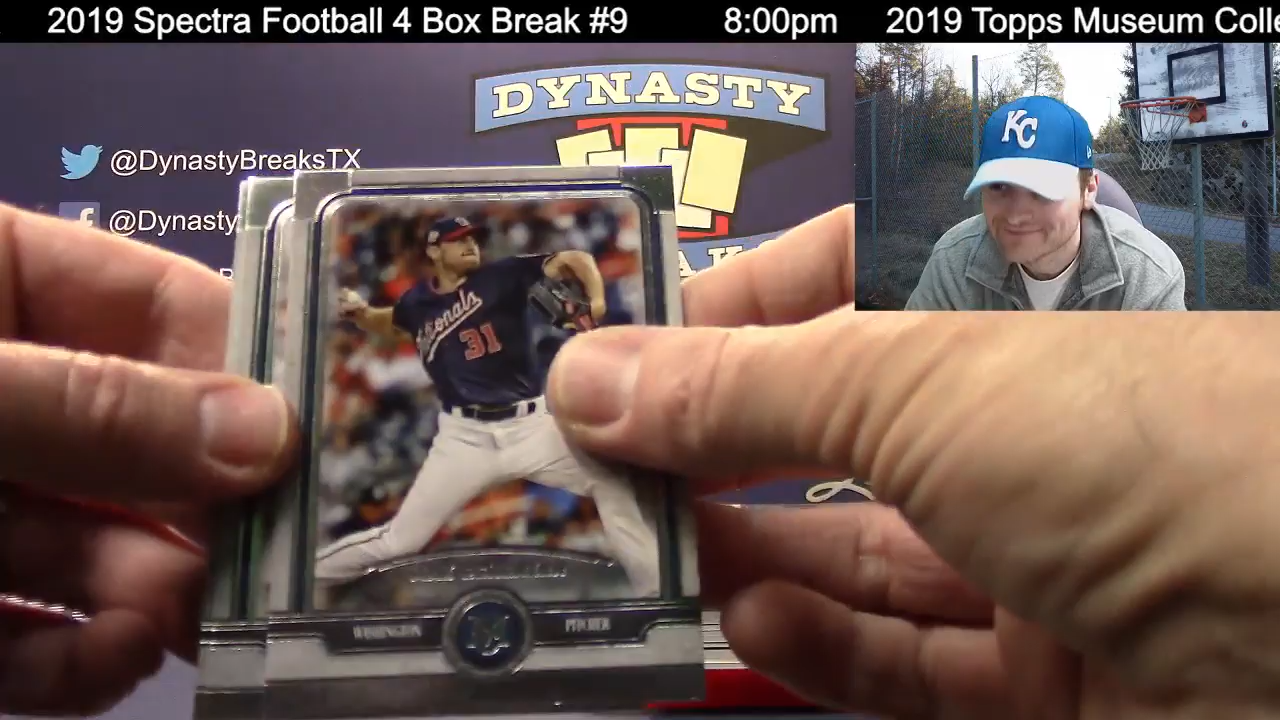 2019 Spectra Football 4 Box Break #9 8:00pm 2019 Topps Museum Colle
DYNASTY
@DynastyBreaksTX
f @Dynasty
KC
Nationals
31
WASHINGTON
PITCHER